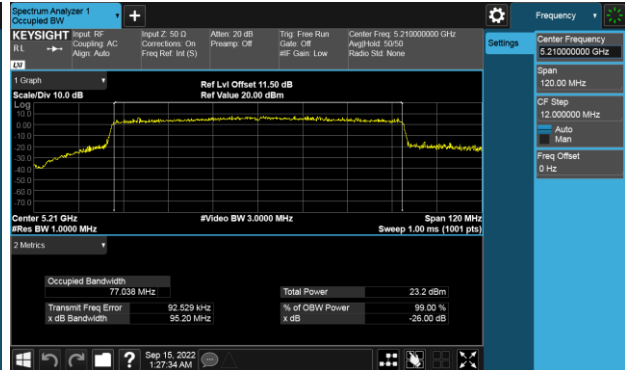 Spectrum Analyzer 1
Occupied BW
Frequency
KEYSIGHT
RL
Input: RF
Coupling: AC
Align: Auto
Input Z: 50 Ω
Corrections: On
Freq Ref: Int (S)
Atten: 20 dB
Preamp: Off
Trig: Free Run
Gate: Off
#IF Gain: Low
Center Freq: 5.210000000 GHz
Avg|Hold: 50/50
Radio Std: None
Settings
Center Frequency
5.210000000 GHz
Span
120.00 MHz
CF Step
12.000000 MHz
Auto
Man
Freq Offset
0 Hz
LXI
1 Graph
Scale/Div 10.0 dB
Ref Lvl Offset 11.50 dB
Ref Value 20.00 dBm
Log
10.0
0.00
-10.0
-20.0
-30.0
-40.0
-50.0
-60.0
-70.0
Center 5.21 GHz
#Video BW 3.0000 MHz
Span 120 MHz
#Res BW 1.0000 MHz
Sweep 1.00 ms (1001 pts)
2 Metrics
Occupied Bandwidth
77.038 MHz
Total Power 23.2 dBm
Transmit Freq Error 92.529 kHz
% of OBW Power 99.00 %
x dB Bandwidth 95.20 MHz
x dB -26.00 dB
?
Sep 15, 2022
1:27:34 AM